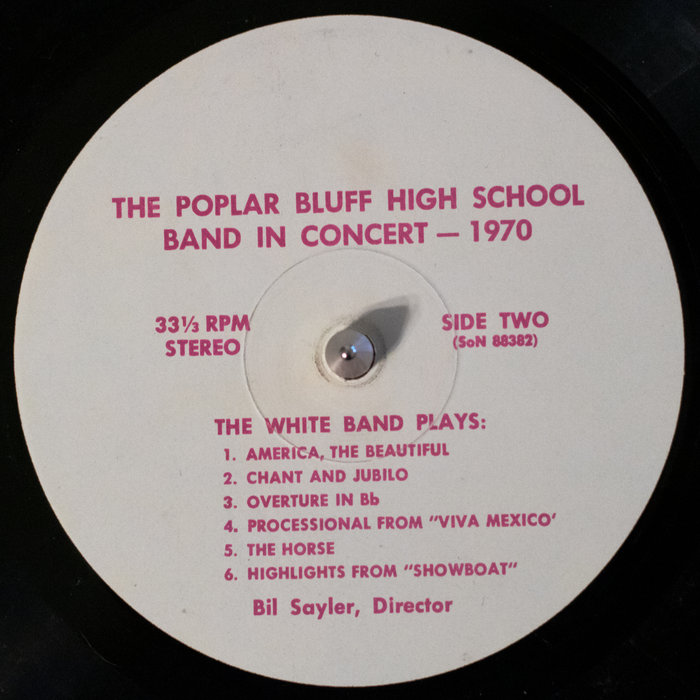 THE POPLAR BLUFF HIGH SCHOOL
BAND IN CONCERT — 1970
33⅓ RPM
STEREO
SIDE TWO
(SoN 88382)
THE WHITE BAND PLAYS:
1. AMERICA, THE BEAUTIFUL
2. CHANT AND JUBILO
3. OVERTURE IN Bb
4. PROCESSIONAL FROM "VIVA MEXICO'
5. THE HORSE
6. HIGHLIGHTS FROM "SHOWBOAT"
Bil Sayler, Director